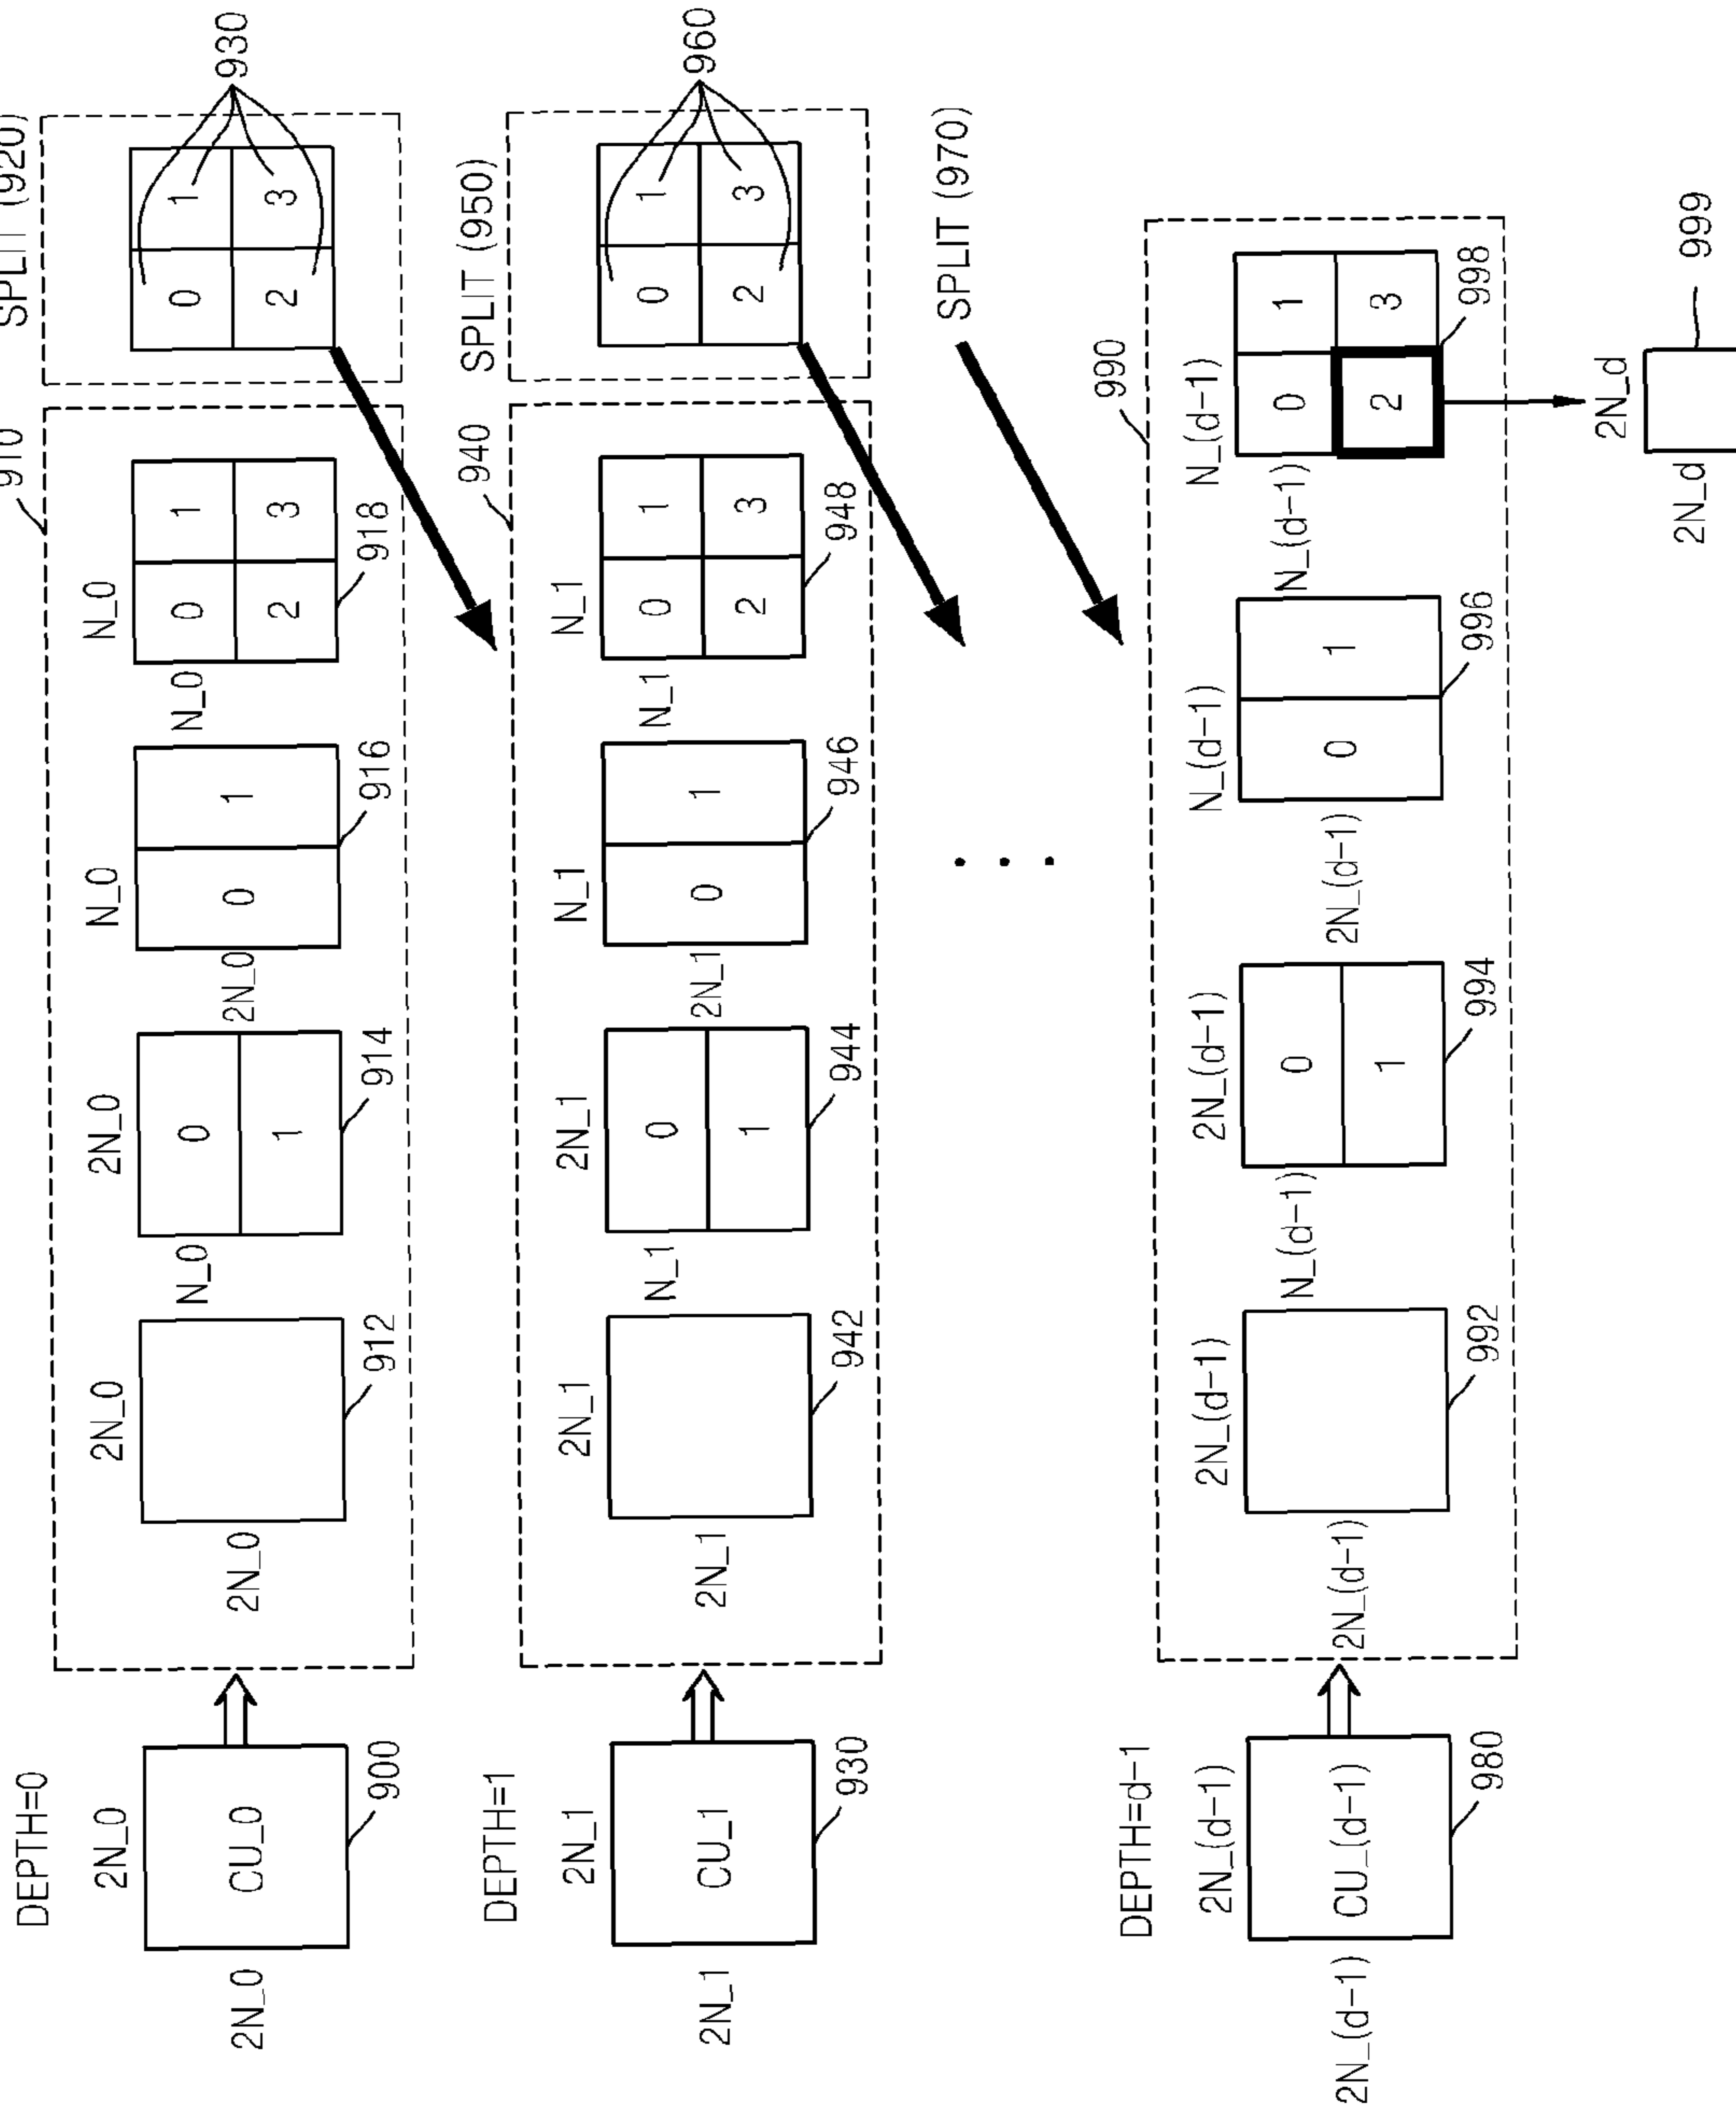 DEPTH=0
2N_0
2N_0
CU_0
900
910
2N_0
2N_0
912
2N_0
N_0
0
1
914
N_0
2N_0
0 1
916
N_0
N_0
0 1
2 3
918
SPLIT (920)
0 1
2 3
930
DEPTH=1
2N_1
2N_1
CU_1
930
940
2N_1
2N_1
942
2N_1
N_1
0
1
944
N_1
2N_1
0 1
946
N_1
N_1
0 1
2 3
948
SPLIT (950)
0 1
2 3
960
SPLIT (970)
DEPTH=d-1
2N_(d-1)
2N_(d-1)
CU_(d-1)
980
990
2N_(d-1)
2N_(d-1)
992
2N_(d-1)
N_(d-1)
0
1
994
N_(d-1)
2N_(d-1)
0 1
996
N_(d-1)
N_(d-1)
0 1
2 3
998
2N_d
2N_d
999